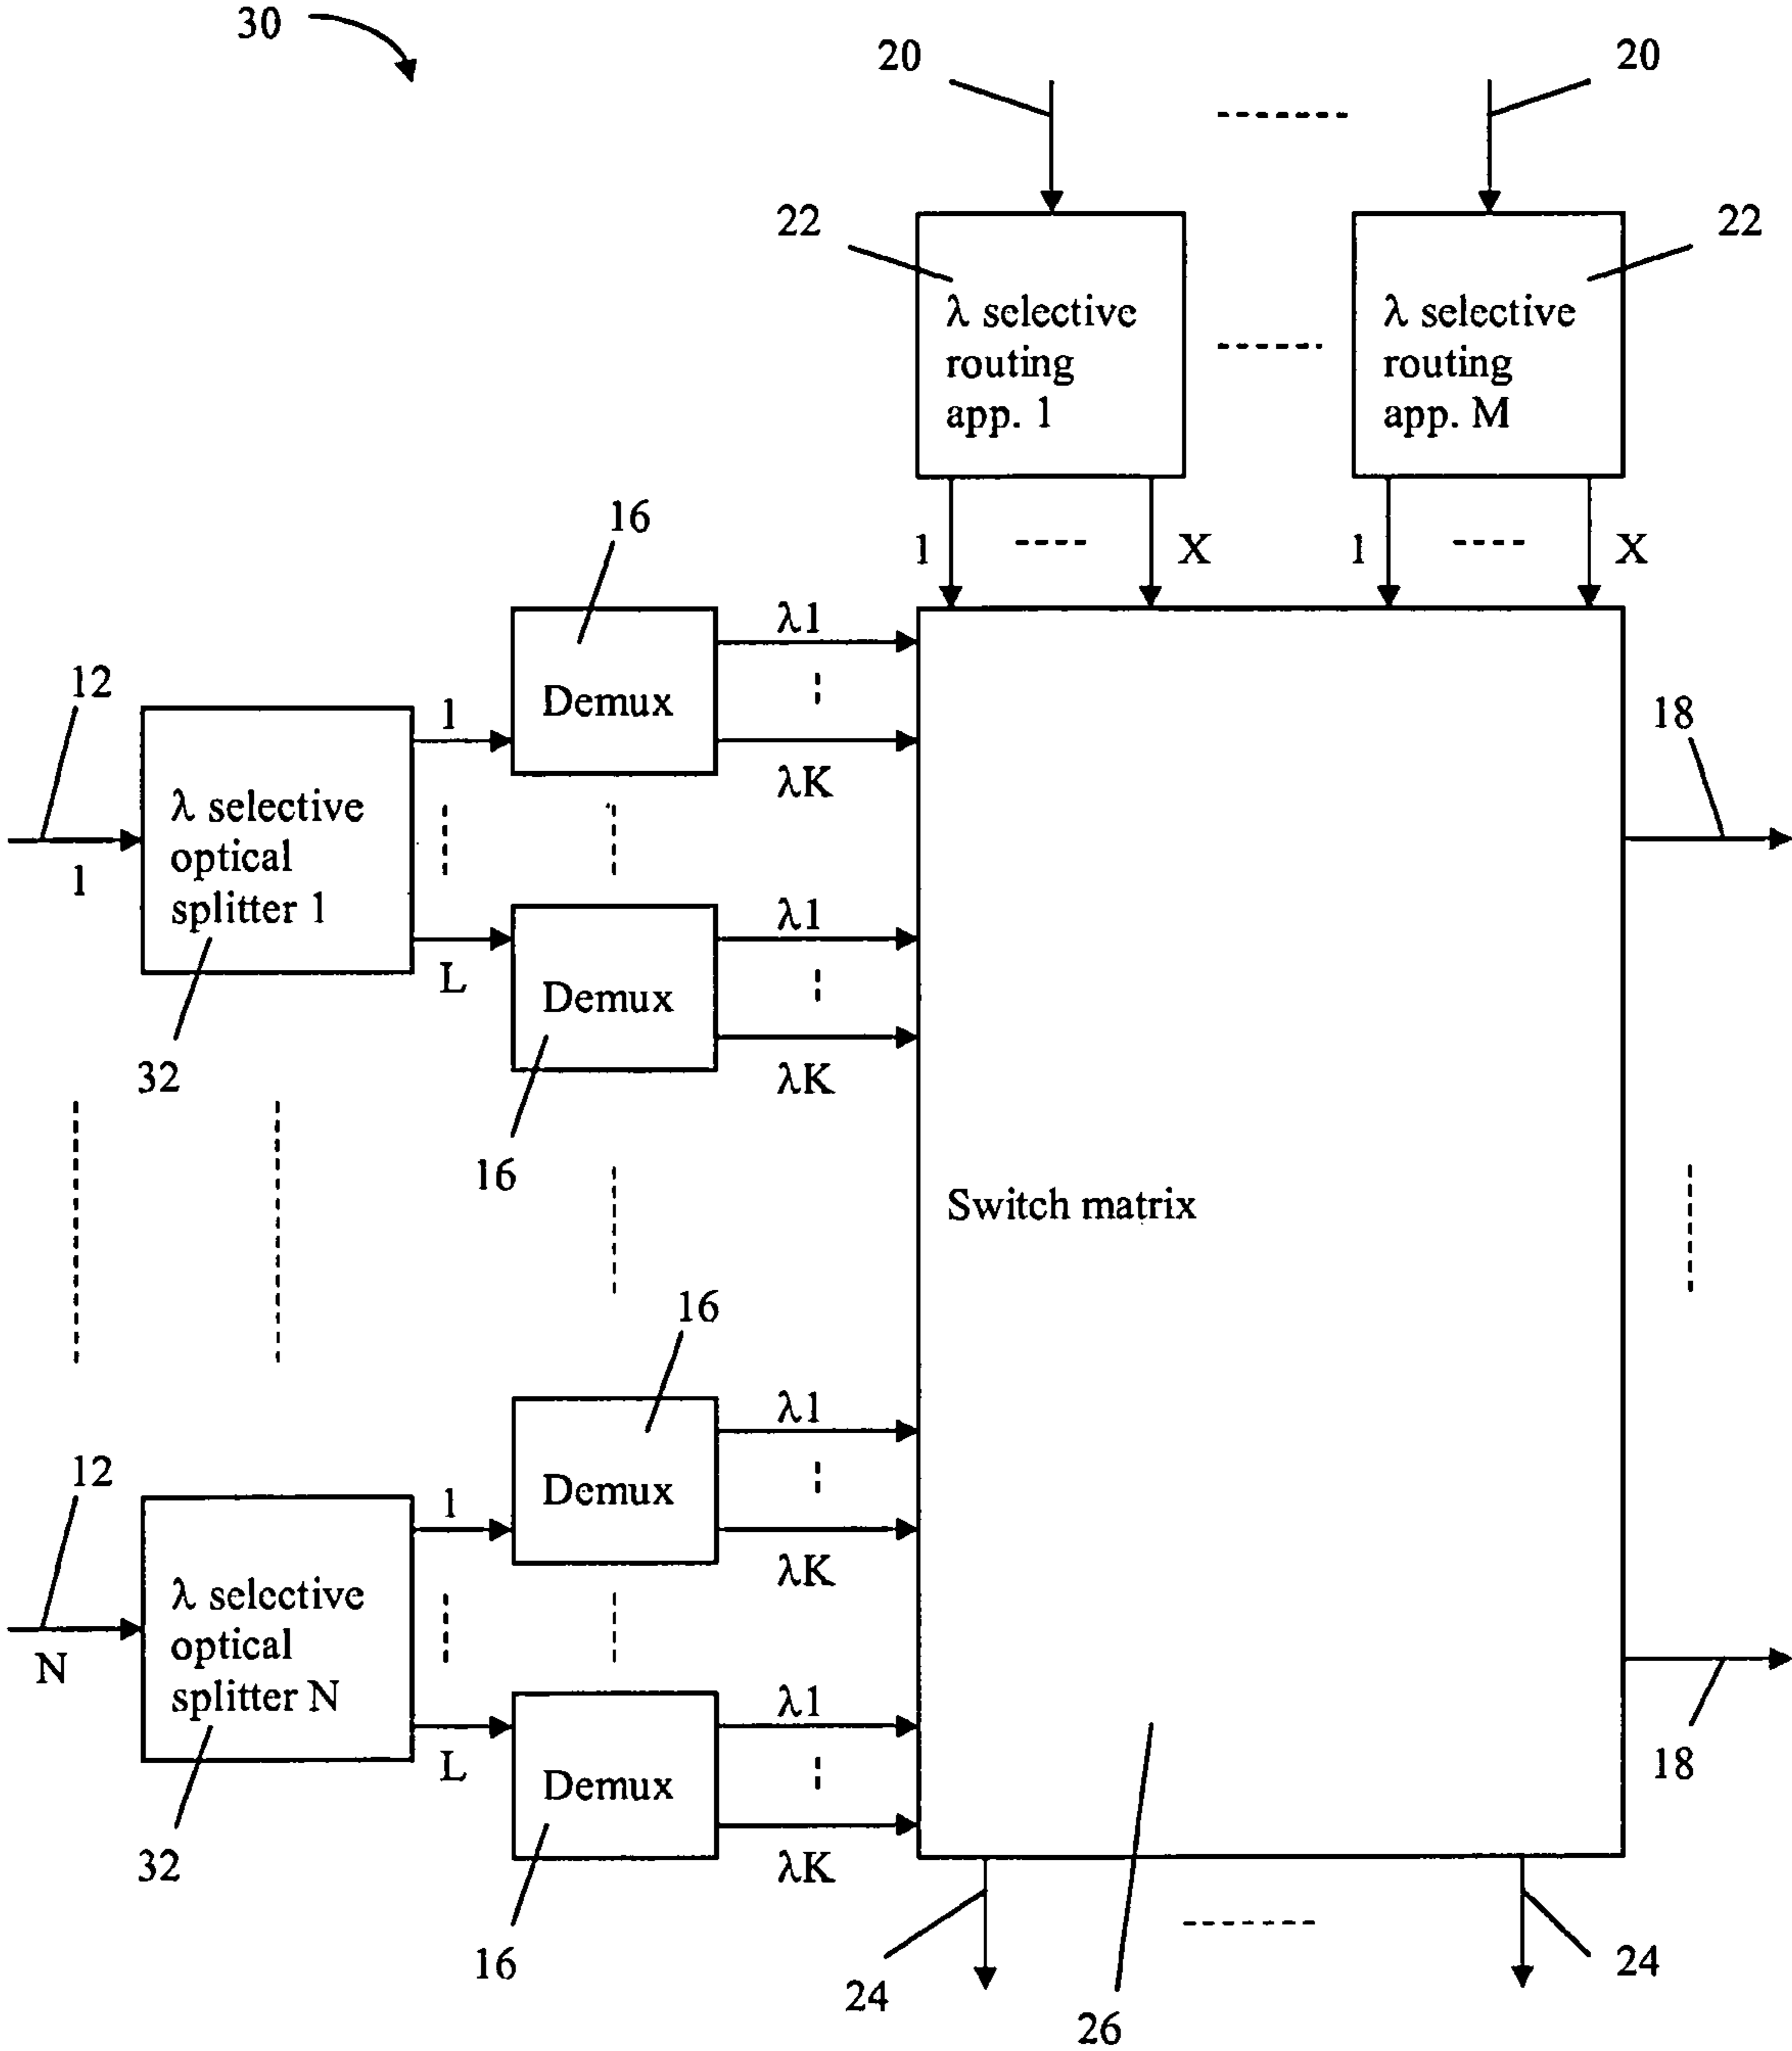 30
20
20
22
22
λ selective
routing
app. 1
λ selective
routing
app. M
1
X
1
X
16
λ1
Demux
λK
12
1
λ selective
optical
splitter 1
1
L
32
λ1
Demux
λK
16
18
Switch matrix
16
λ1
Demux
λK
12
N
λ selective
optical
splitter N
1
L
32
λ1
Demux
λK
16
18
24
24
26